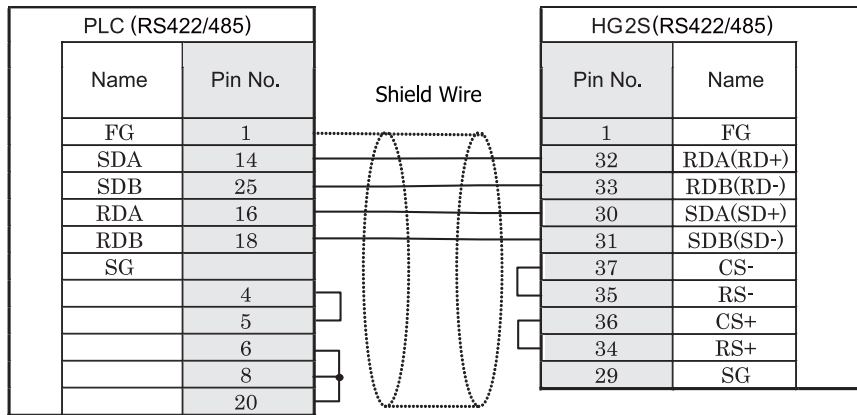 PLC (RS422/485) HG2S(RS422/485)
Name Pin No. Shield Wire Pin No. Name
FG 1 1 FG
SDA 14 32 RDA(RD+)
SDB 25 33 RDB(RD-)
RDA 16 30 SDA(SD+)
RDB 18 31 SDB(SD-)
SG 37 CS-
4 35 RS-
5 36 CS+
6 34 RS+
8 29 SG
20